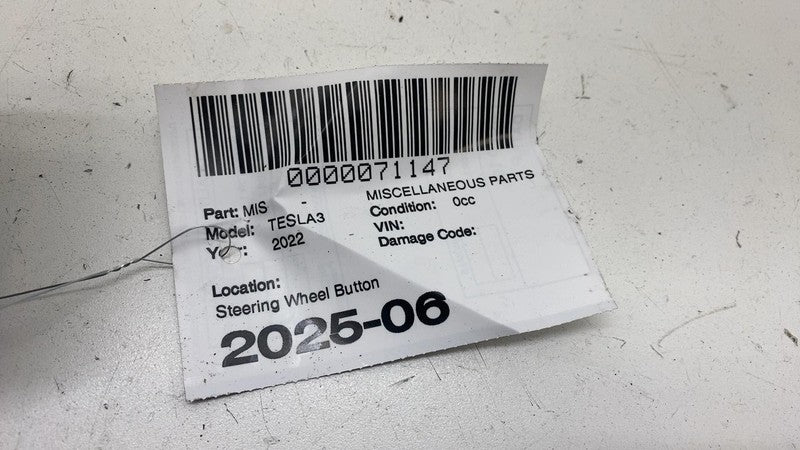 0000071147
Part: MIS - MISCELLANEOUS PARTS
Model: TESLA3 Condition: 0cc
2022 VIN:
Damage Code:
Location:
Steering Wheel Button
2025-06